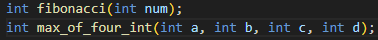 int fibonacci(int num);
int max_of_four_int(int a, int b, int c, int d);